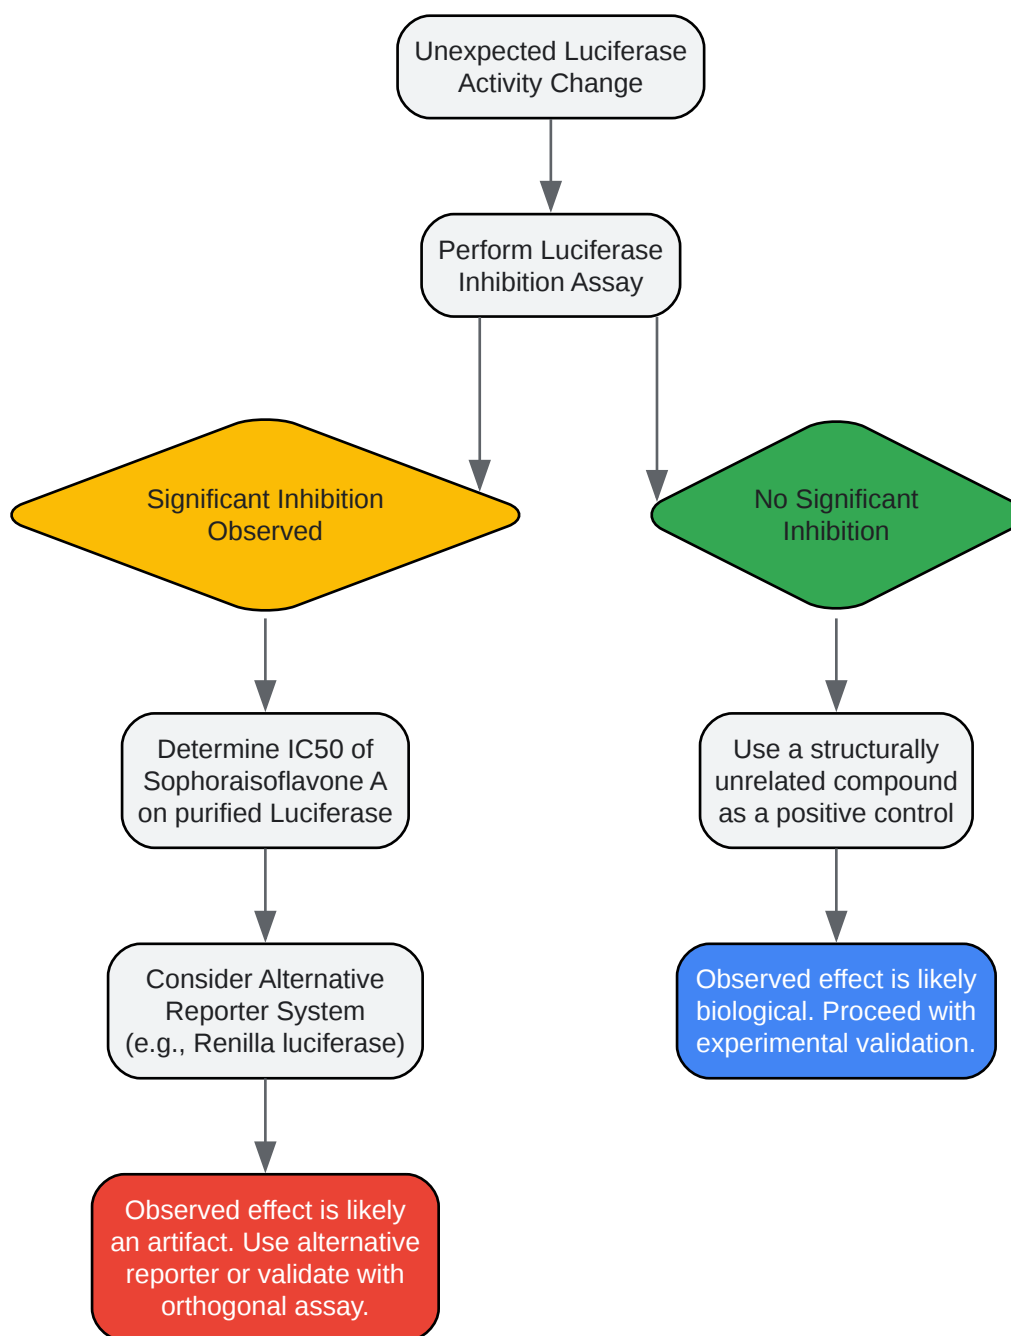 Unexpected Luciferase
Activity Change
Perform Luciferase
Inhibition Assay
Significant Inhibition
Observed
No Significant
Inhibition
Determine IC50 of
Sophoraisoflavone A
on purified Luciferase
Use a structurally
unrelated compound
as a positive control
Consider Alternative
Reporter System
(e.g., Renilla luciferase)
Observed effect is likely
biological. Proceed with
experimental validation.
Observed effect is likely
an artifact. Use alternative
reporter or validate with
orthogonal assay.